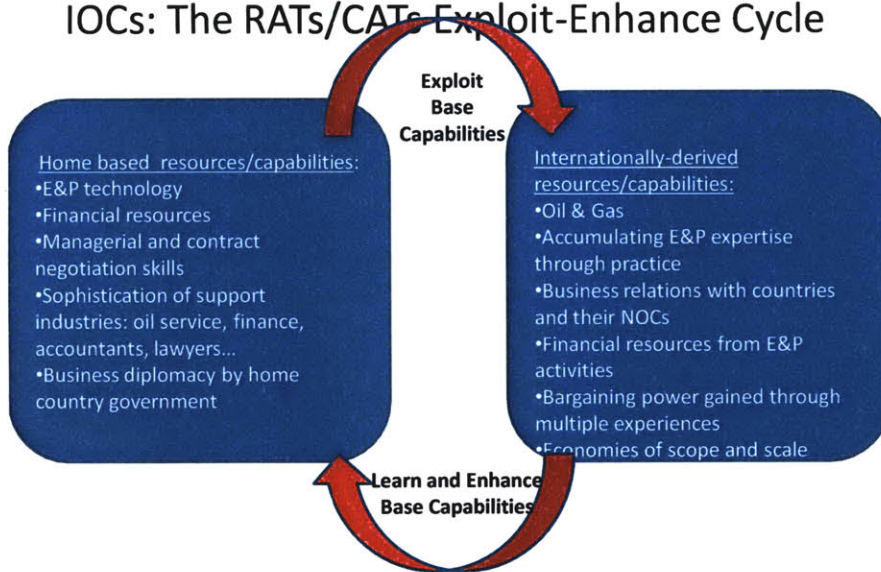 IOCs: The RATs/CATs Exploit-Enhance Cycle
Exploit
Base
Capabilities
Home based resources/capabilities:
•E&P technology
•Financial resources
•Managerial and contract
negotiation skills
•Sophistication of support
industries: oil service, finance,
accountants, lawyers...
•Business diplomacy by home
country government
Internationally-derived
resources/capabilities:
•Oil & Gas
•Accumulating E&P expertise
through practice
•Business relations with countries
and their NOCs
•Financial resources from E&P
activities
•Bargaining power gained through
multiple experiences
•Economies of scope and scale
Learn and Enhance
Base Capabilities